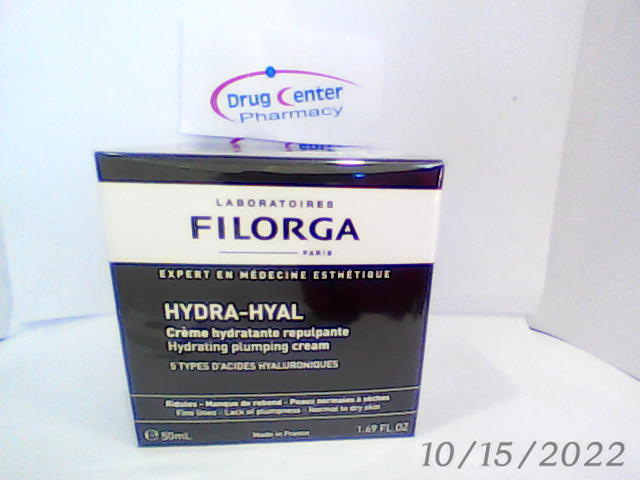 Drug Center
Pharmacy
LABORATOIRES
FILORGA
PARIS
EXPERT EN MÉDECINE ESTHÉTIQUE
HYDRA-HYAL
Crème hydratante repulpante
Hydrating plumping cream
5 TYPES D'ACIDES HYALURONIQUES
Ridules - Manque de rebond - Peaux normales à sèches
Fine lines - Lack of plumpness - Normal to dry skin
℮ 50mL Made in France 1.69 FL OZ
10/15/2022